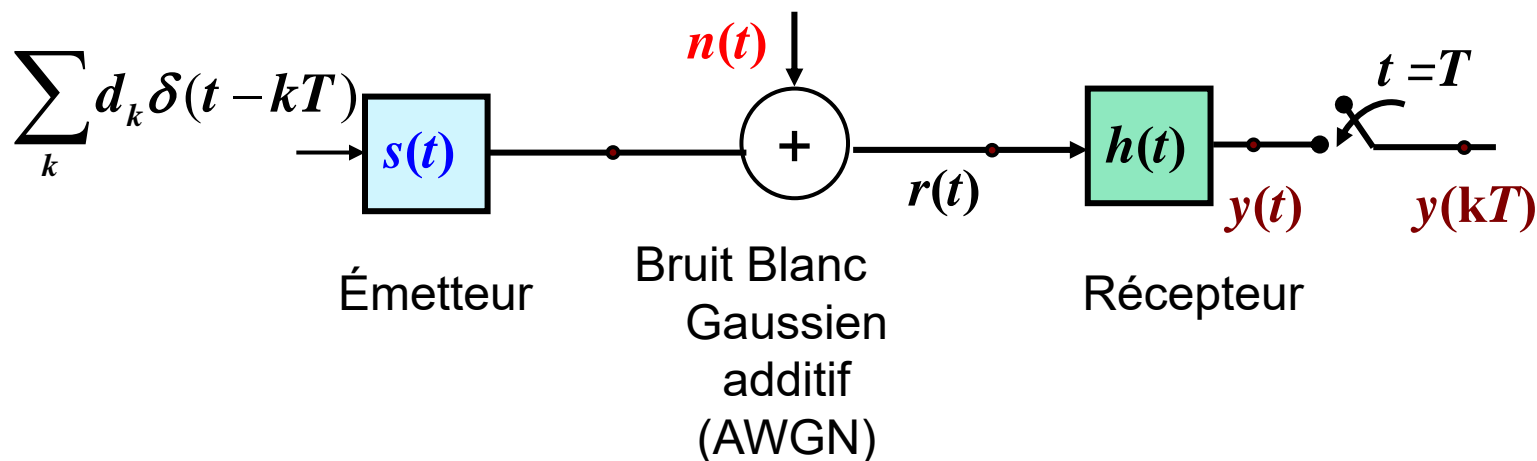 n(t)
∑ d_k δ(t − kT)
k
t =T
s(t)
+
h(t)
r(t)
y(t)
y(kT)
Émetteur
Bruit Blanc
Gaussien
additif
(AWGN)
Récepteur